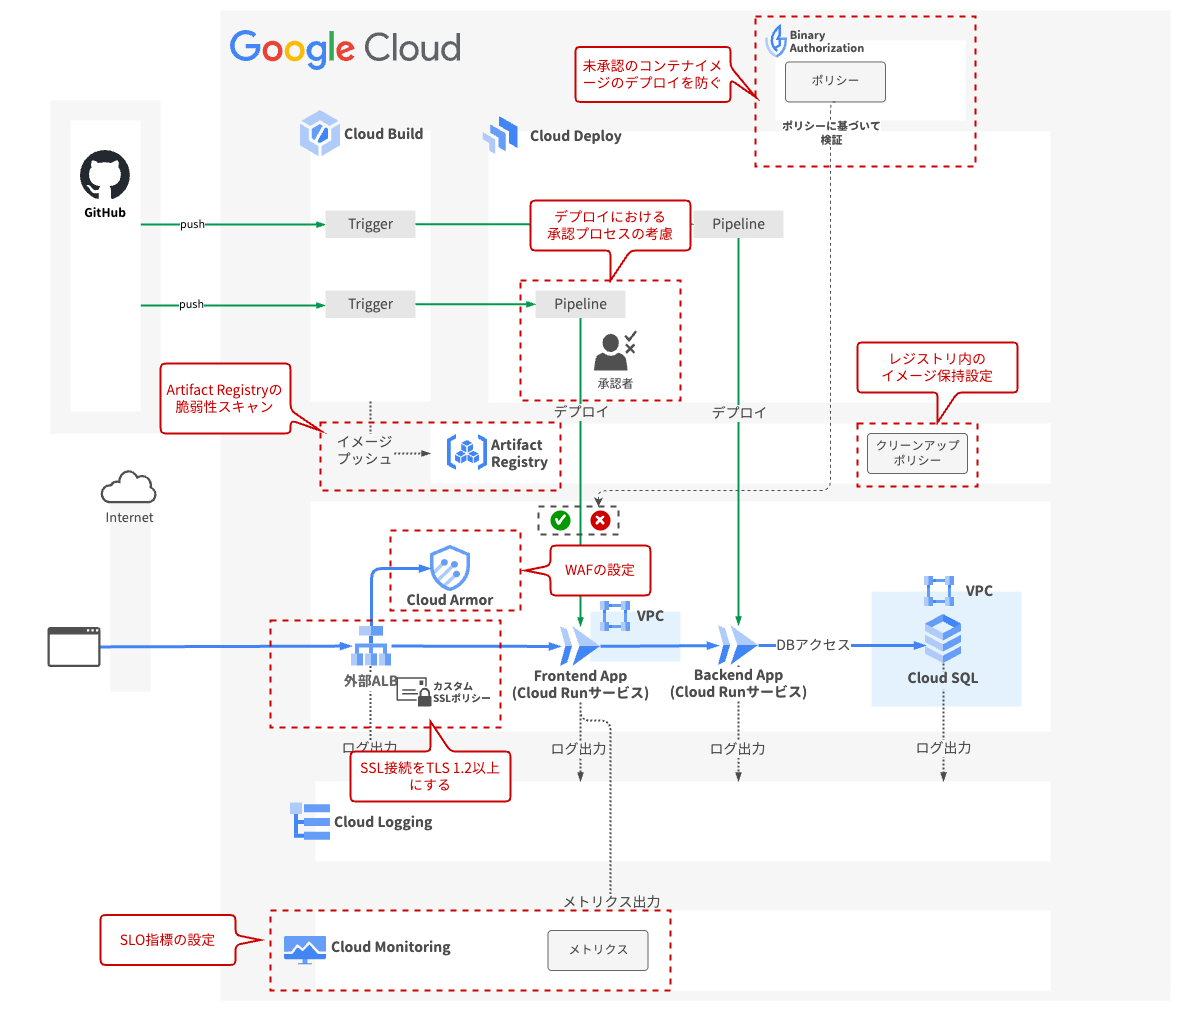 Google Cloud
Binary
Authorization
ポリシー
ポリシーに基づいて
検証
未承認のコンテナイメ
ージのデプロイを防ぐ
Cloud Build
Cloud Deploy
GitHub
push
Trigger
デプロイにおける
承認プロセスの考慮
Pipeline
push
Trigger
Pipeline
承認者
デプロイ
デプロイ
レジストリ内の
イメージ保持設定
Artifact Registryの
脆弱性スキャン
イメージ
プッシュ
Artifact
Registry
クリーンアップ
ポリシー
Internet
WAFの設定
Cloud Armor
VPC
VPC
DBアクセス
外部ALB
カスタム
SSLポリシー
Frontend App
(Cloud Runサービス)
Backend App
(Cloud Runサービス)
Cloud SQL
ログ出力
ログ出力
ログ出力
ログ出力
SSL接続をTLS 1.2以上
にする
Cloud Logging
メトリクス出力
SLO指標の設定
Cloud Monitoring
メトリクス